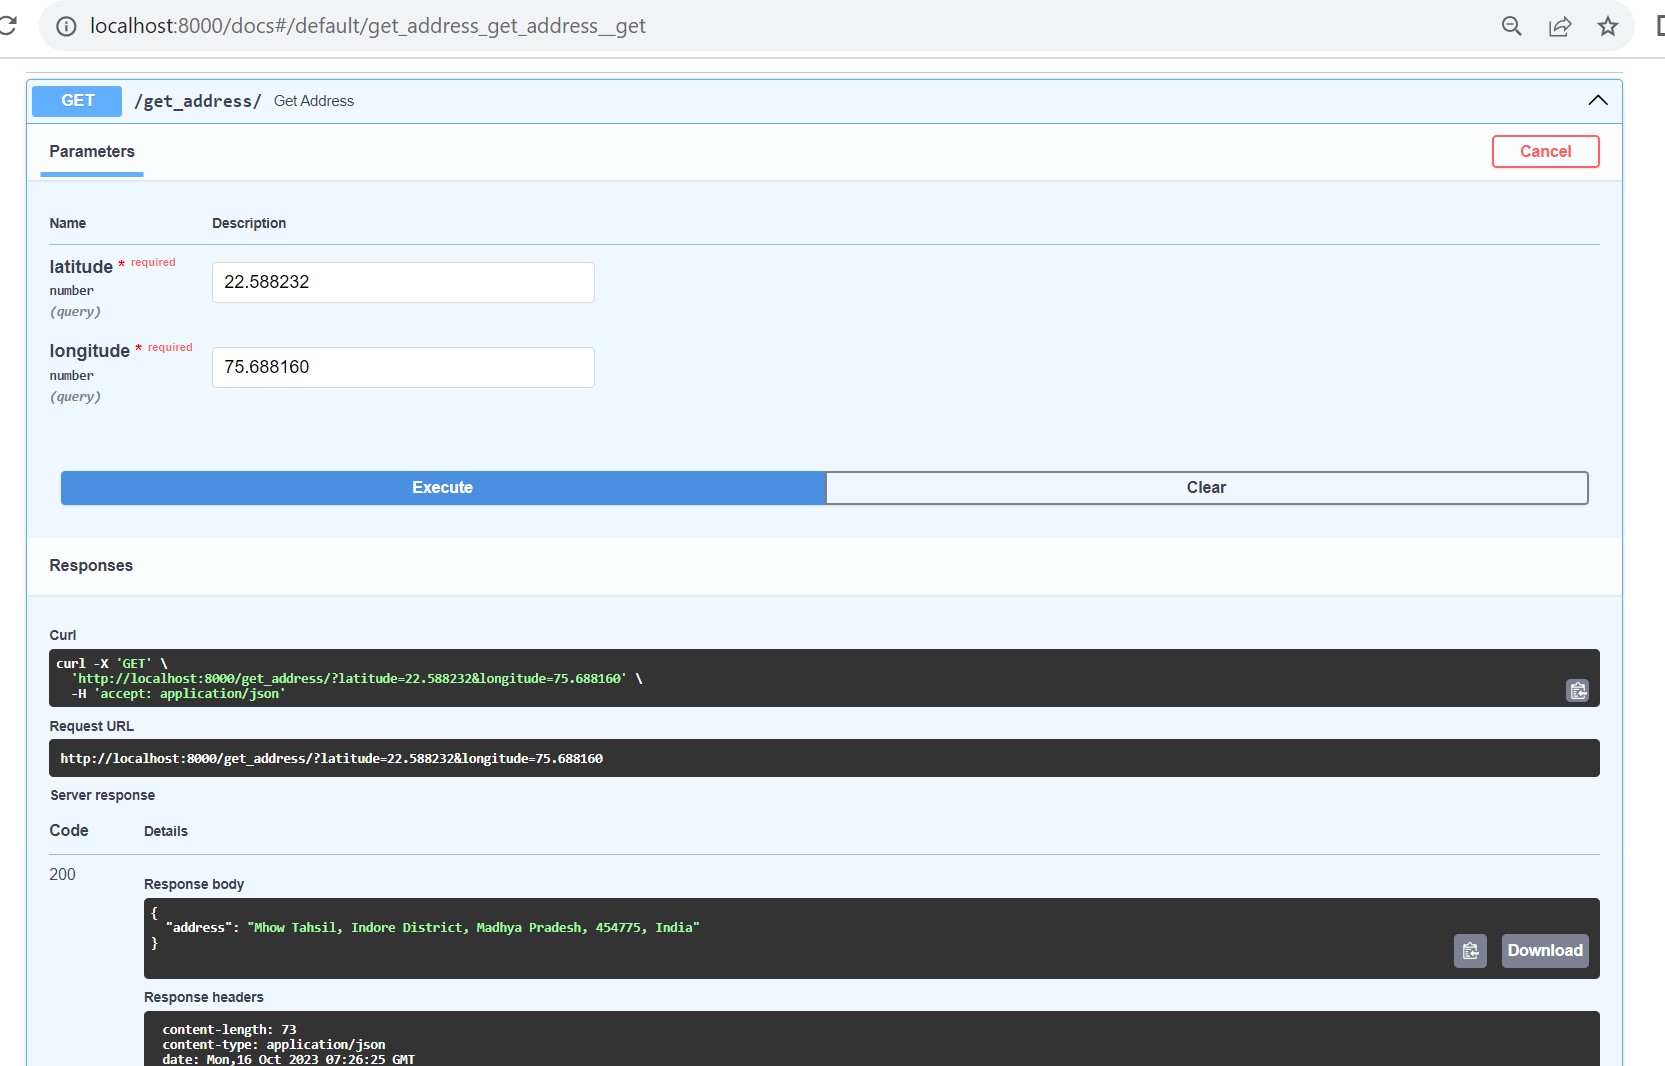 localhost:8000/docs#/default/get_address_get_address__get
GET /get_address/ Get Address
Parameters
Cancel
Name Description
latitude * required
number
(query)
22.588232
longitude * required
number
(query)
75.688160
Execute Clear
Responses
Curl
curl -X 'GET' \
'http://localhost:8000/get_address/?latitude=22.588232&longitude=75.688160' \
-H 'accept: application/json'
Request URL
http://localhost:8000/get_address/?latitude=22.588232&longitude=75.688160
Server response
Code Details
200
Response body
{
"address": "Mhow Tahsil, Indore District, Madhya Pradesh, 454775, India"
}
Download
Response headers
content-length: 73
content-type: application/json
date: Mon,16 Oct 2023 07:26:25 GMT